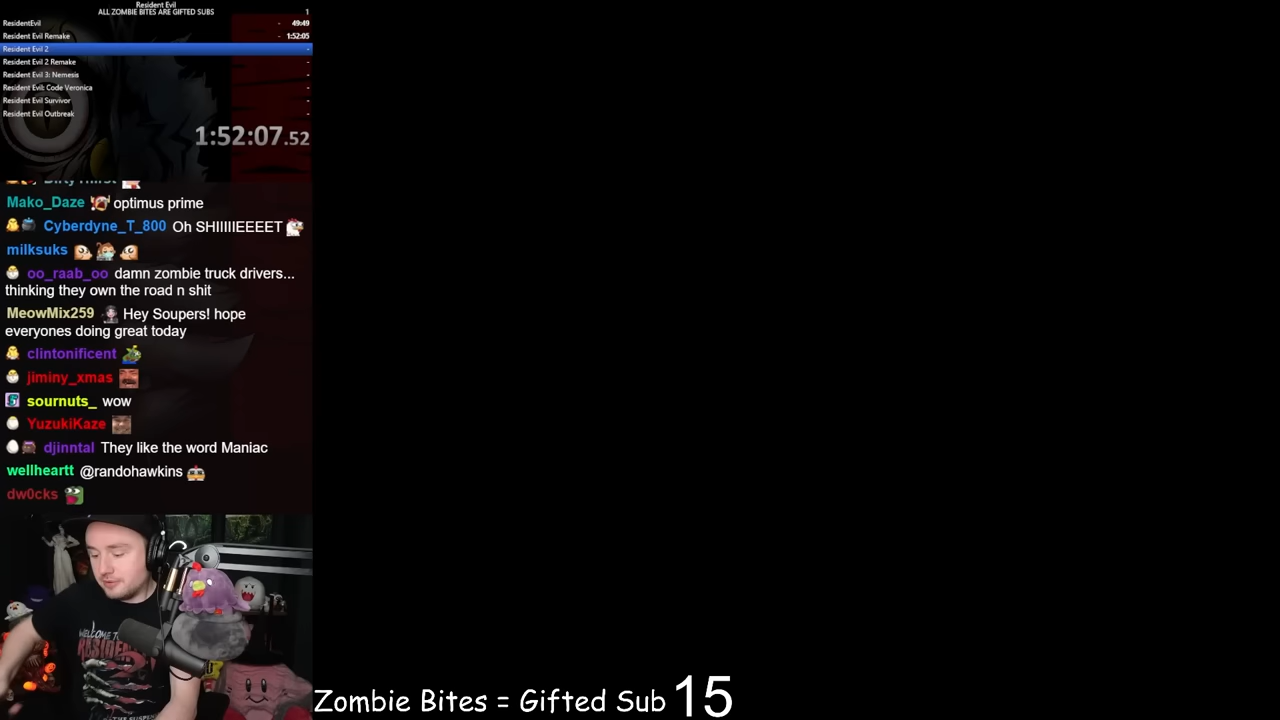 Resident Evil
ALL ZOMBIE BITES ARE GIFTED SUBS 1
ResidentEvil - 49:49
Resident Evil Remake - 1:52:05
Resident Evil 2 -
Resident Evil 2 Remake -
Resident Evil 3: Nemesis -
Resident Evil: Code Veronica -
Resident Evil Survivor -
Resident Evil Outbreak -
1:52:07.52
Mako_Daze optimus prime
Cyberdyne_T_800 Oh SHIIIIEEEET
milksuks
oo_raab_oo damn zombie truck drivers...
thinking they own the road n shit
MeowMix259 Hey Soupers! hope
everyones doing great today
clintonificent
jiminy_xmas
sournuts_ wow
YuzukiKaze
djinntal They like the word Maniac
wellheartt @randohawkins
dw0cks
WELCOME TO
Zombie Bites = Gifted Sub 15